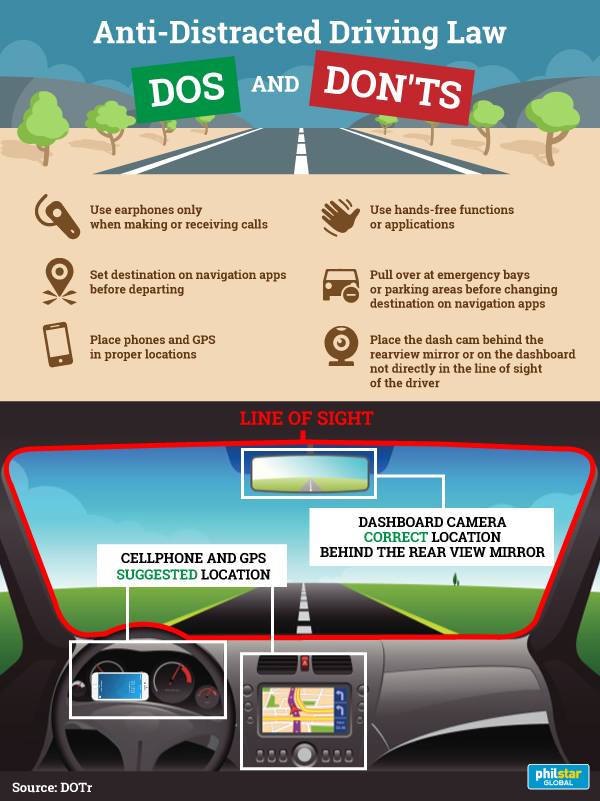 Anti-Distracted Driving Law
DOS AND DON'TS
Use earphones only
when making or receiving calls
Use hands-free functions
or applications
Set destination on navigation apps
before departing
Pull over at emergency bays
or parking areas before changing
destination on navigation apps
Place phones and GPS
in proper locations
Place the dash cam behind the
rearview mirror or on the dashboard
not directly in the line of sight
of the driver
LINE OF SIGHT
DASHBOARD CAMERA
CORRECT LOCATION
BEHIND THE REAR VIEW MIRROR
CELLPHONE AND GPS
SUGGESTED LOCATION
Source: DOTr
philstar
GLOBAL